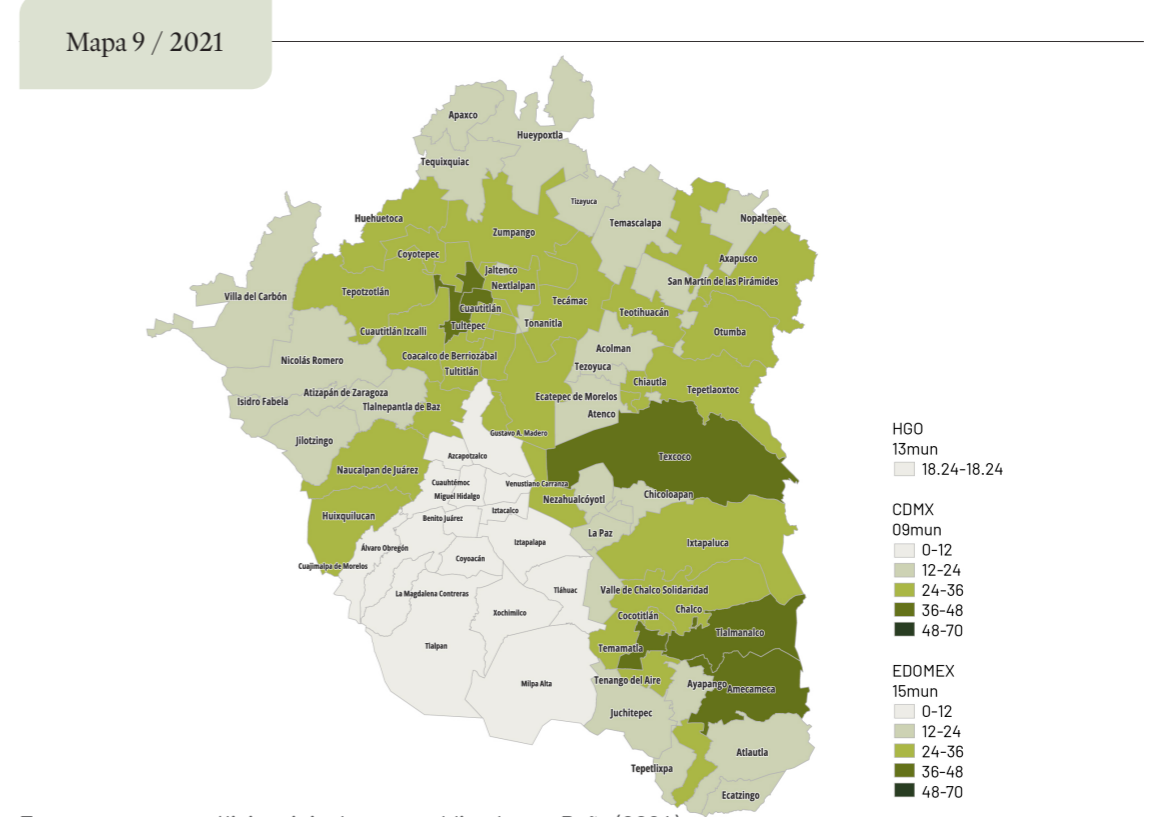 Mapa 9 / 2021
Apaxco
Hueypoxtla
Tequixquiac
Tizayuca
Huehuetoca
Zumpango
Temascalapa
Nopaltepec
Coyotepec
Axapusco
Jaltenco
Villa del Carbón
Tepotzotlán
Nextlalpan
San Martín de las Pirámides
Cuautitlán
Tecámac
Teotihuacán
Cuautitlán Izcalli
Tultepec
Tonanitla
Otumba
Nicolás Romero
Coacalco de Berriozábal
Acolman
Tultitlán
Tezoyuca
Isidro Fabela
Atizapán de Zaragoza
Chiautla
Tepetlaoxtoc
Tlalnepantla de Baz
Ecatepec de Morelos
Atenco
Jilotzingo
Gustavo A. Madero
Naucalpan de Juárez
Azcapotzalco
Texcoco
Cuauhtémoc
Venustiano Carranza
Miguel Hidalgo
Nezahualcóyotl
Chicoloapan
Huixquilucan
Benito Juárez
Iztacalco
La Paz
Álvaro Obregón
Iztapalapa
Ixtapaluca
Cuajimalpa de Morelos
Coyoacán
La Magdalena Contreras
Tláhuac
Valle de Chalco Solidaridad
Xochimilco
Cocotitlán
Chalco
Tlalpan
Temamatla
Tlalmanalco
Milpa Alta
Tenango del Aire
Ayapango
Amecameca
Juchitepec
Atlautla
Tepetlixpa
Ecatzingo
HGO
13mun
18.24-18.24
CDMX
09mun
0-12
12-24
24-36
36-48
48-70
EDOMEX
15mun
0-12
12-24
24-36
36-48
48-70